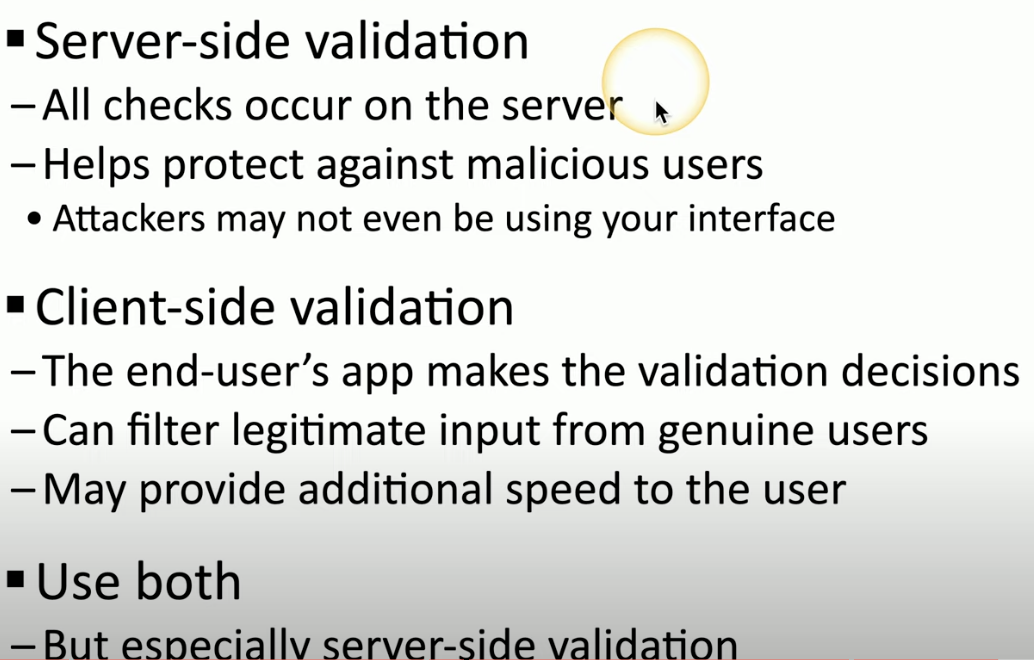 ▪ Server-side validation
– All checks occur on the server
– Helps protect against malicious users
• Attackers may not even be using your interface
▪ Client-side validation
– The end-user’s app makes the validation decisions
– Can filter legitimate input from genuine users
– May provide additional speed to the user
▪ Use both
– But especially server-side validation